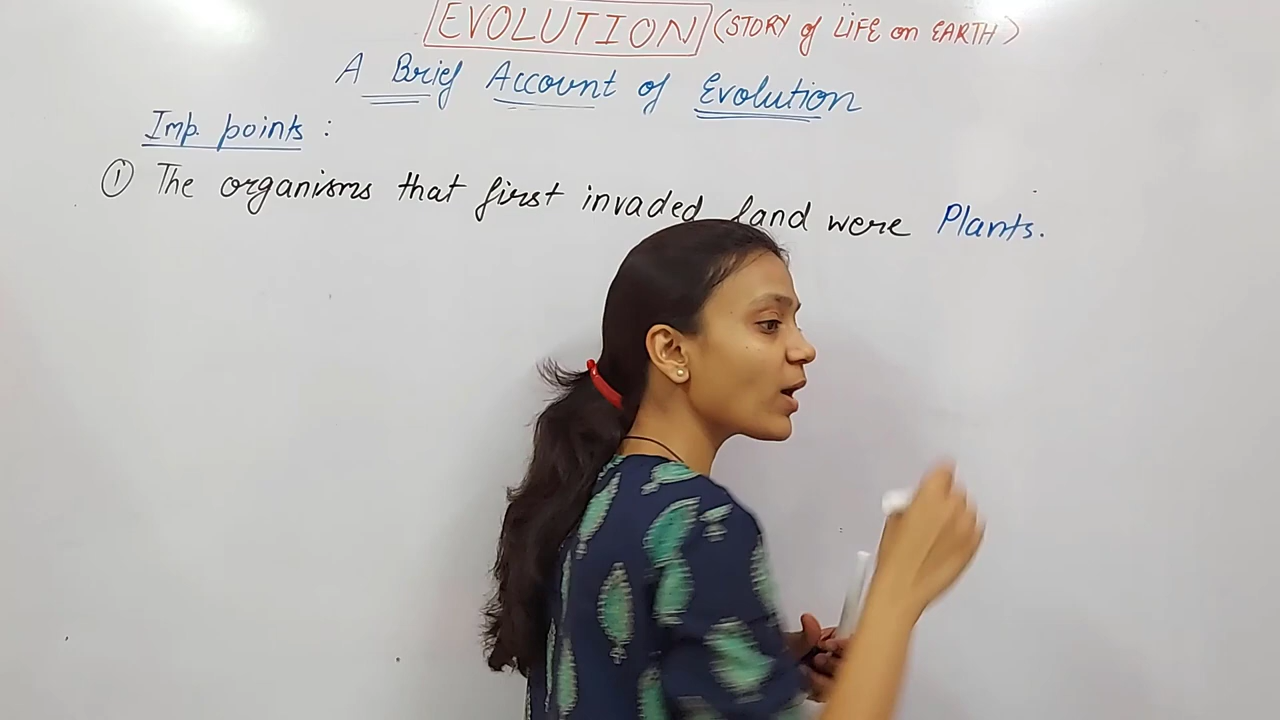 EVOLUTION (STORY of LIFE on EARTH)
A Brief Account of Evolution
Imp. points :
① The organisms that first invaded land were Plants.